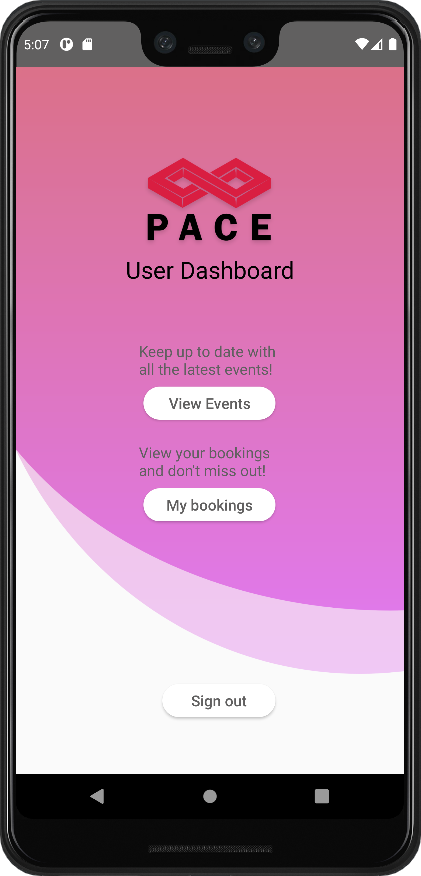 5:07
PACE
User Dashboard
Keep up to date with
all the latest events!
View Events
View your bookings
and don't miss out!
My bookings
Sign out